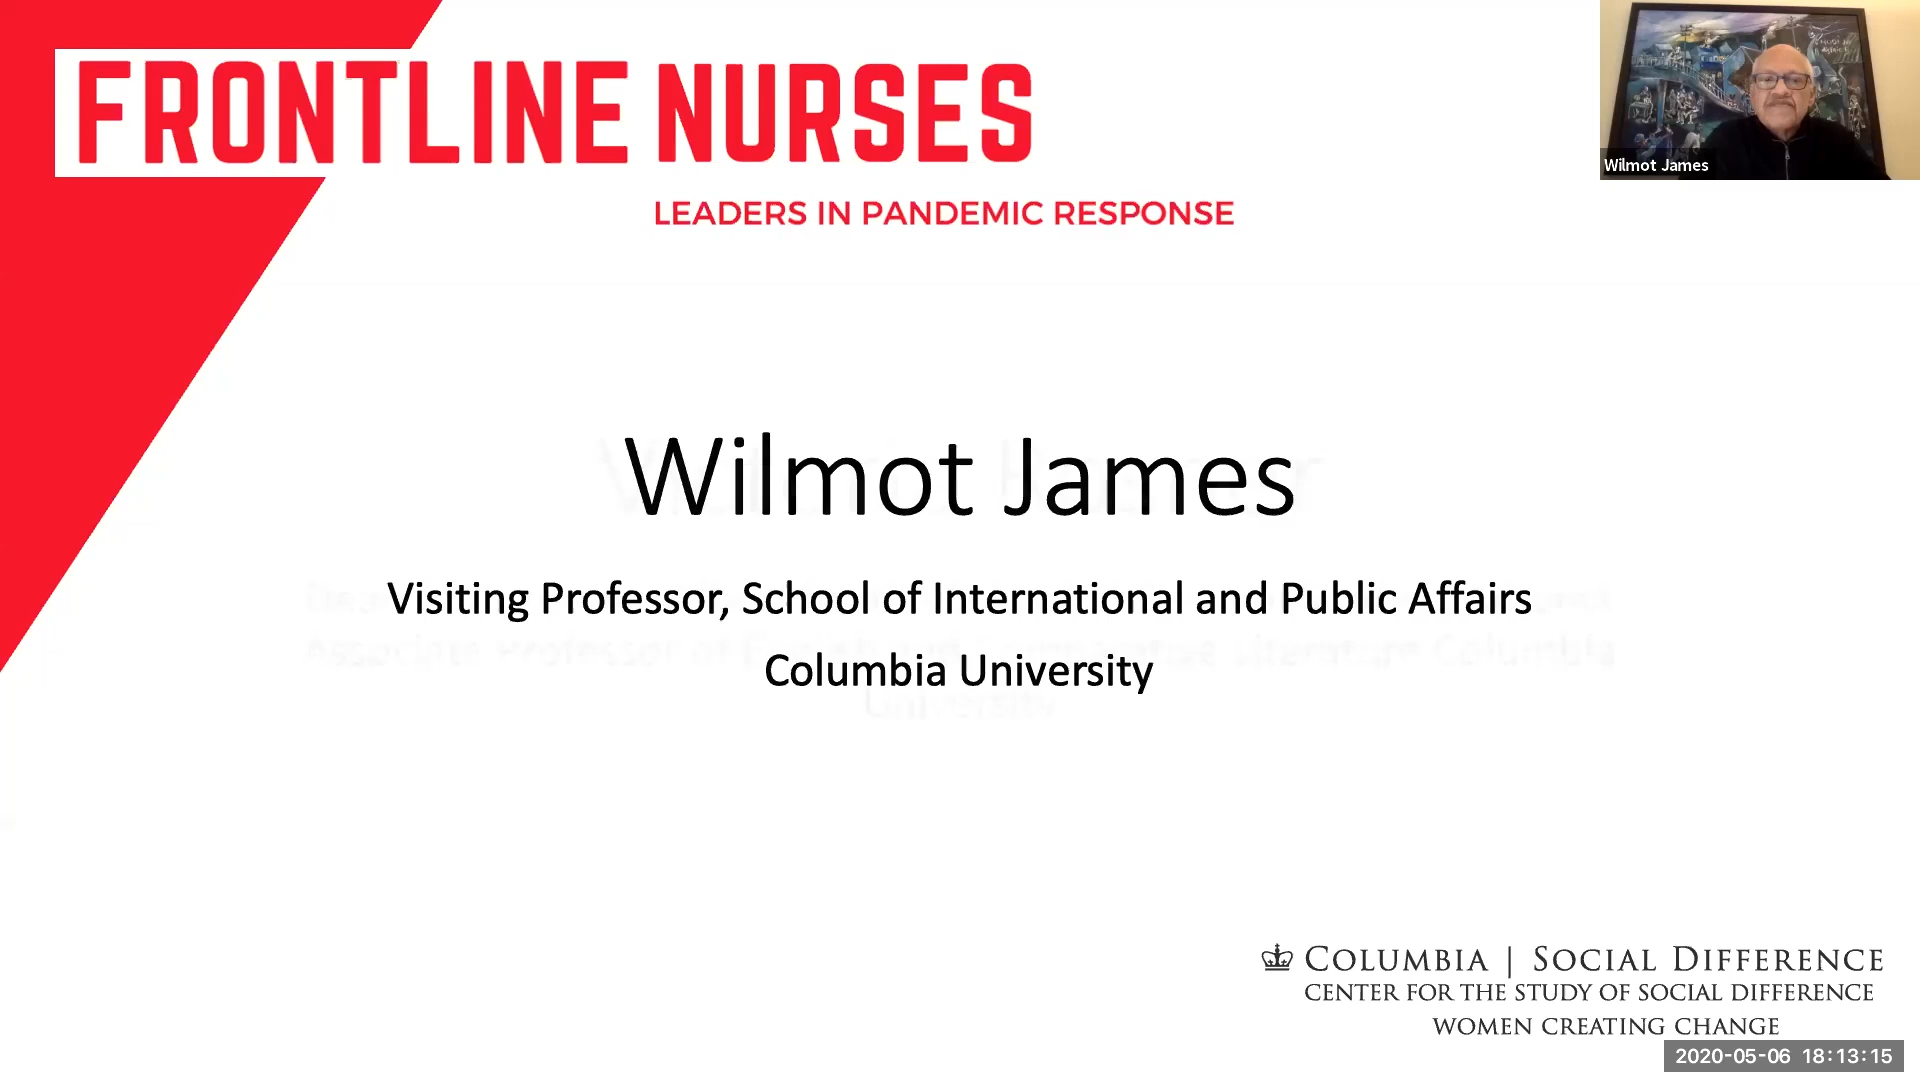 FRONTLINE NURSES
LEADERS IN PANDEMIC RESPONSE
Wilmot James
Wilmot James
Visiting Professor, School of International and Public Affairs
Columbia University
COLUMBIA | SOCIAL DIFFERENCE
CENTER FOR THE STUDY OF SOCIAL DIFFERENCE
WOMEN CREATING CHANGE
2020-05-06 18:13:15